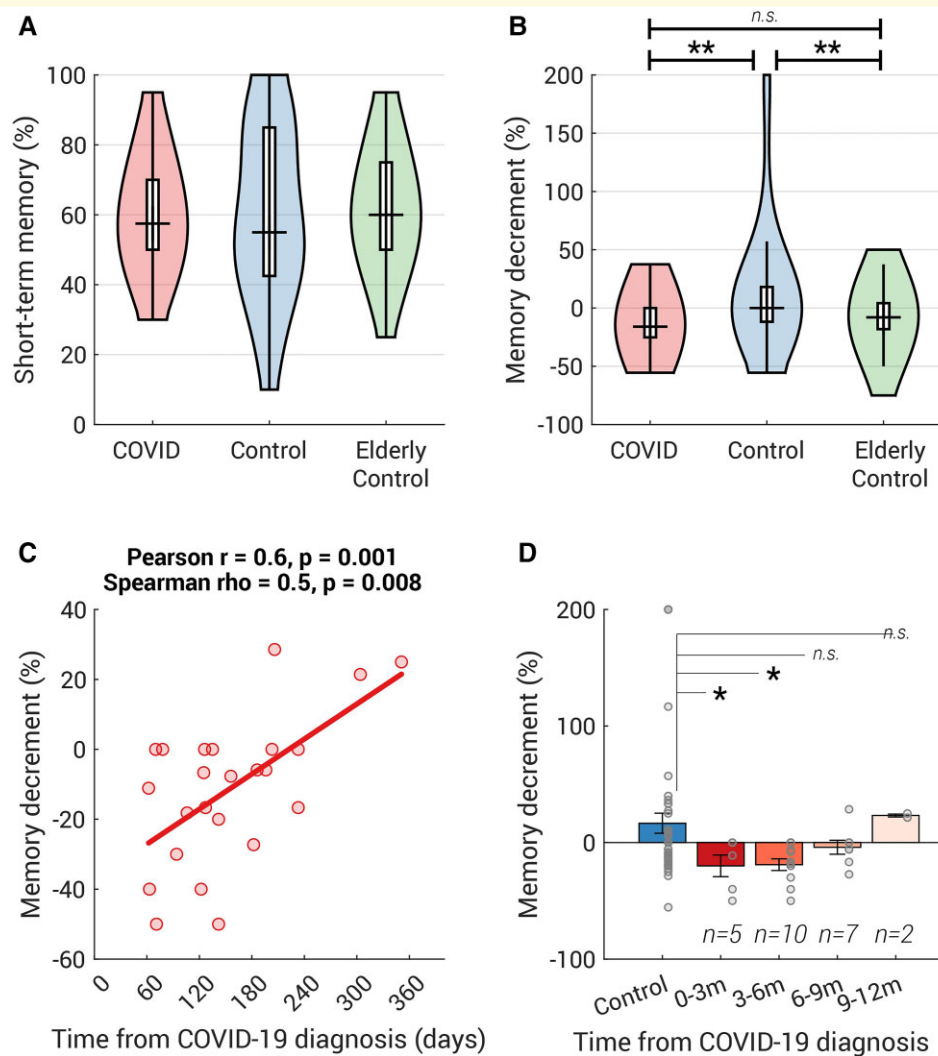 A
Short-term memory (%)
100
80
60
40
20
0
COVID
Control
Elderly
Control
B
n.s.
**
**
Memory decrement (%)
200
150
100
50
0
-50
-100
COVID
Control
Elderly
Control
C
Pearson r = 0.6, p = 0.001
Spearman rho = 0.5, p = 0.008
Memory decrement (%)
40
20
0
-20
-40
-60
0
60
120
180
240
300
360
Time from COVID-19 diagnosis (days)
D
Memory decrement (%)
200
100
0
-100
n.s.
n.s.
*
*
n=5 n=10 n=7 n=2
Control
0-3m
3-6m
6-9m
9-12m
Time from COVID-19 diagnosis